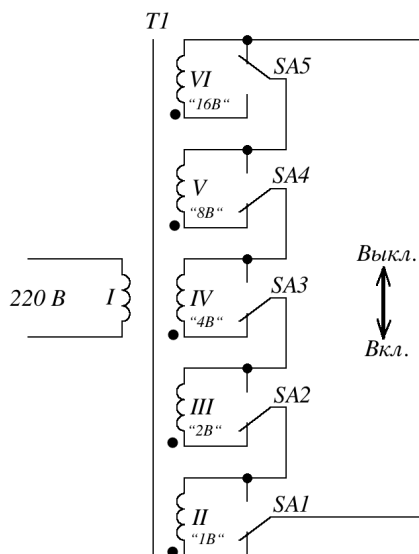 T1
VI
"16В"
SA5
V
"8В"
SA4
220 В
I
IV
"4В"
SA3
Выкл.
Вкл.
III
"2В"
SA2
II
"1В"
SA1